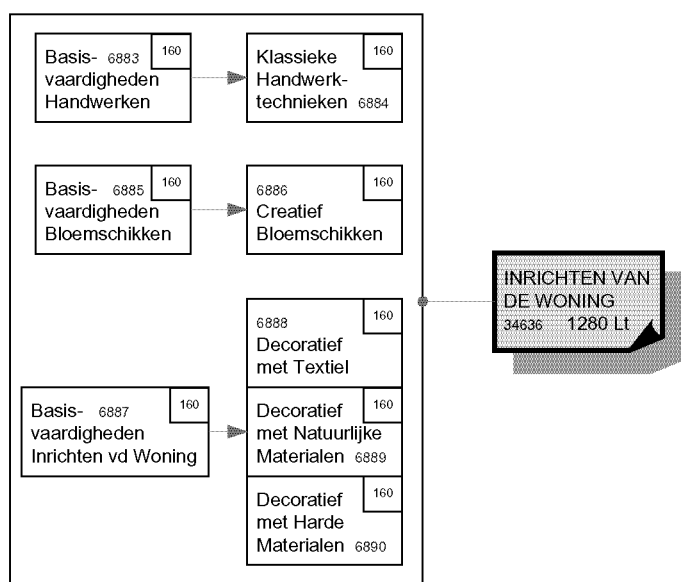 Basis- 6883 160
vaardigheden
Handwerken
Klassieke 160
Handwerk-
technieken 6884
Basis- 6885 160
vaardigheden
Bloemschikken
6886 160
Creatief
Bloemschikken
INRICHTEN VAN
DE WONING
34636 1280 Lt
6888 160
Decoratief
met Textiel
Basis- 6887 160
vaardigheden
Inrichten vd Woning
Decoratief 160
met Natuurlijke
Materialen 6889
Decoratief 160
met Harde
Materialen 6890